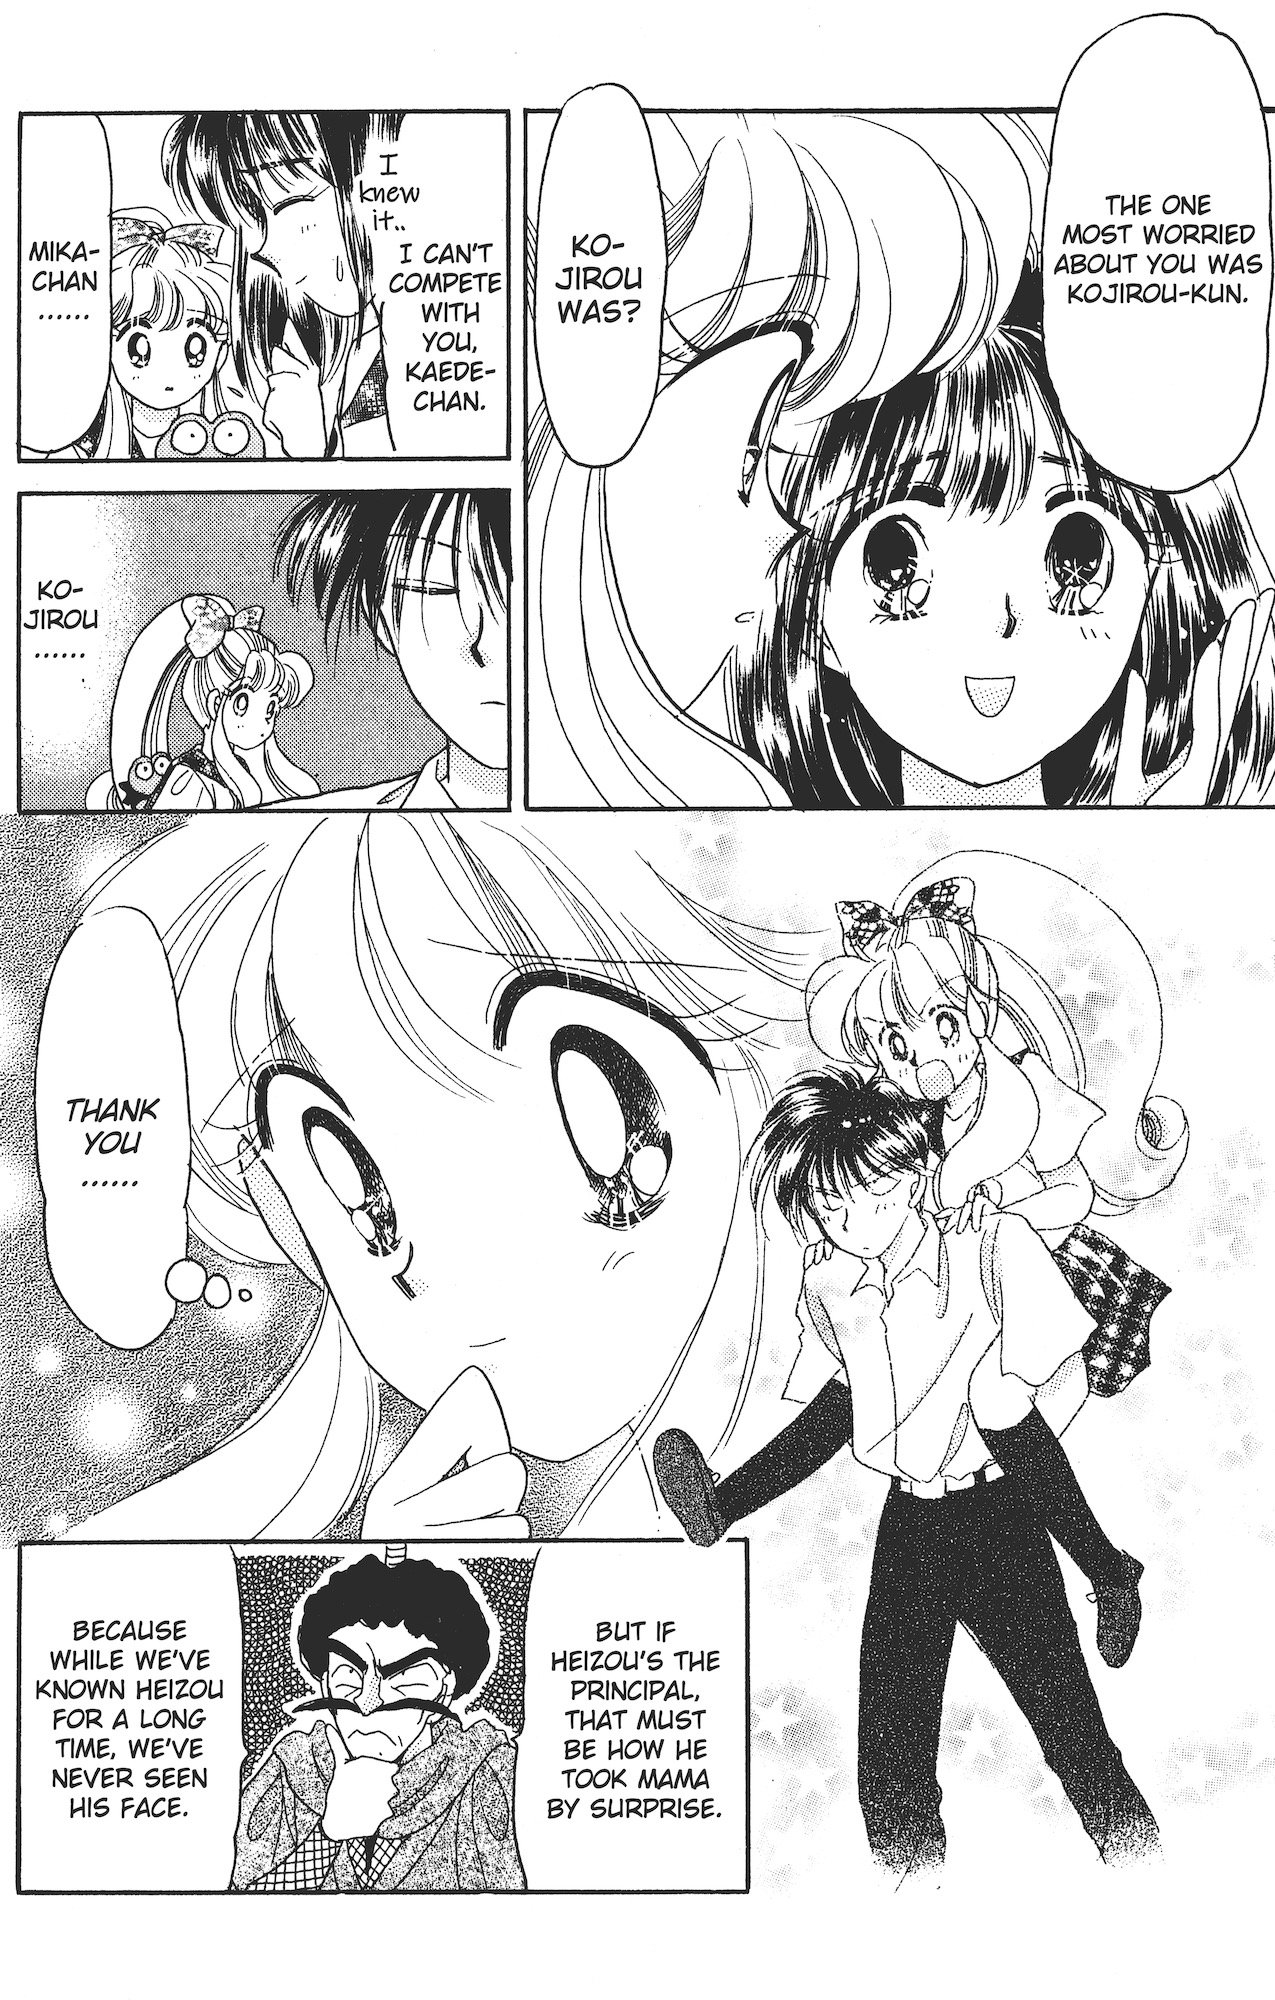 THE ONE
MOST WORRIED
ABOUT YOU WAS
KOJIROU-KUN.
KO-
JIROU
WAS?
I
knew
it..
I CAN'T
COMPETE
WITH
YOU,
KAEDE-
CHAN.
MIKA-
CHAN
......
KO-
JIROU
......
THANK
YOU
......
BUT IF
HEIZOU'S THE
PRINCIPAL,
THAT MUST
BE HOW HE
TOOK MAMA
BY SURPRISE.
BECAUSE
WHILE WE'VE
KNOWN HEIZOU
FOR A LONG
TIME, WE'VE
NEVER SEEN
HIS FACE.